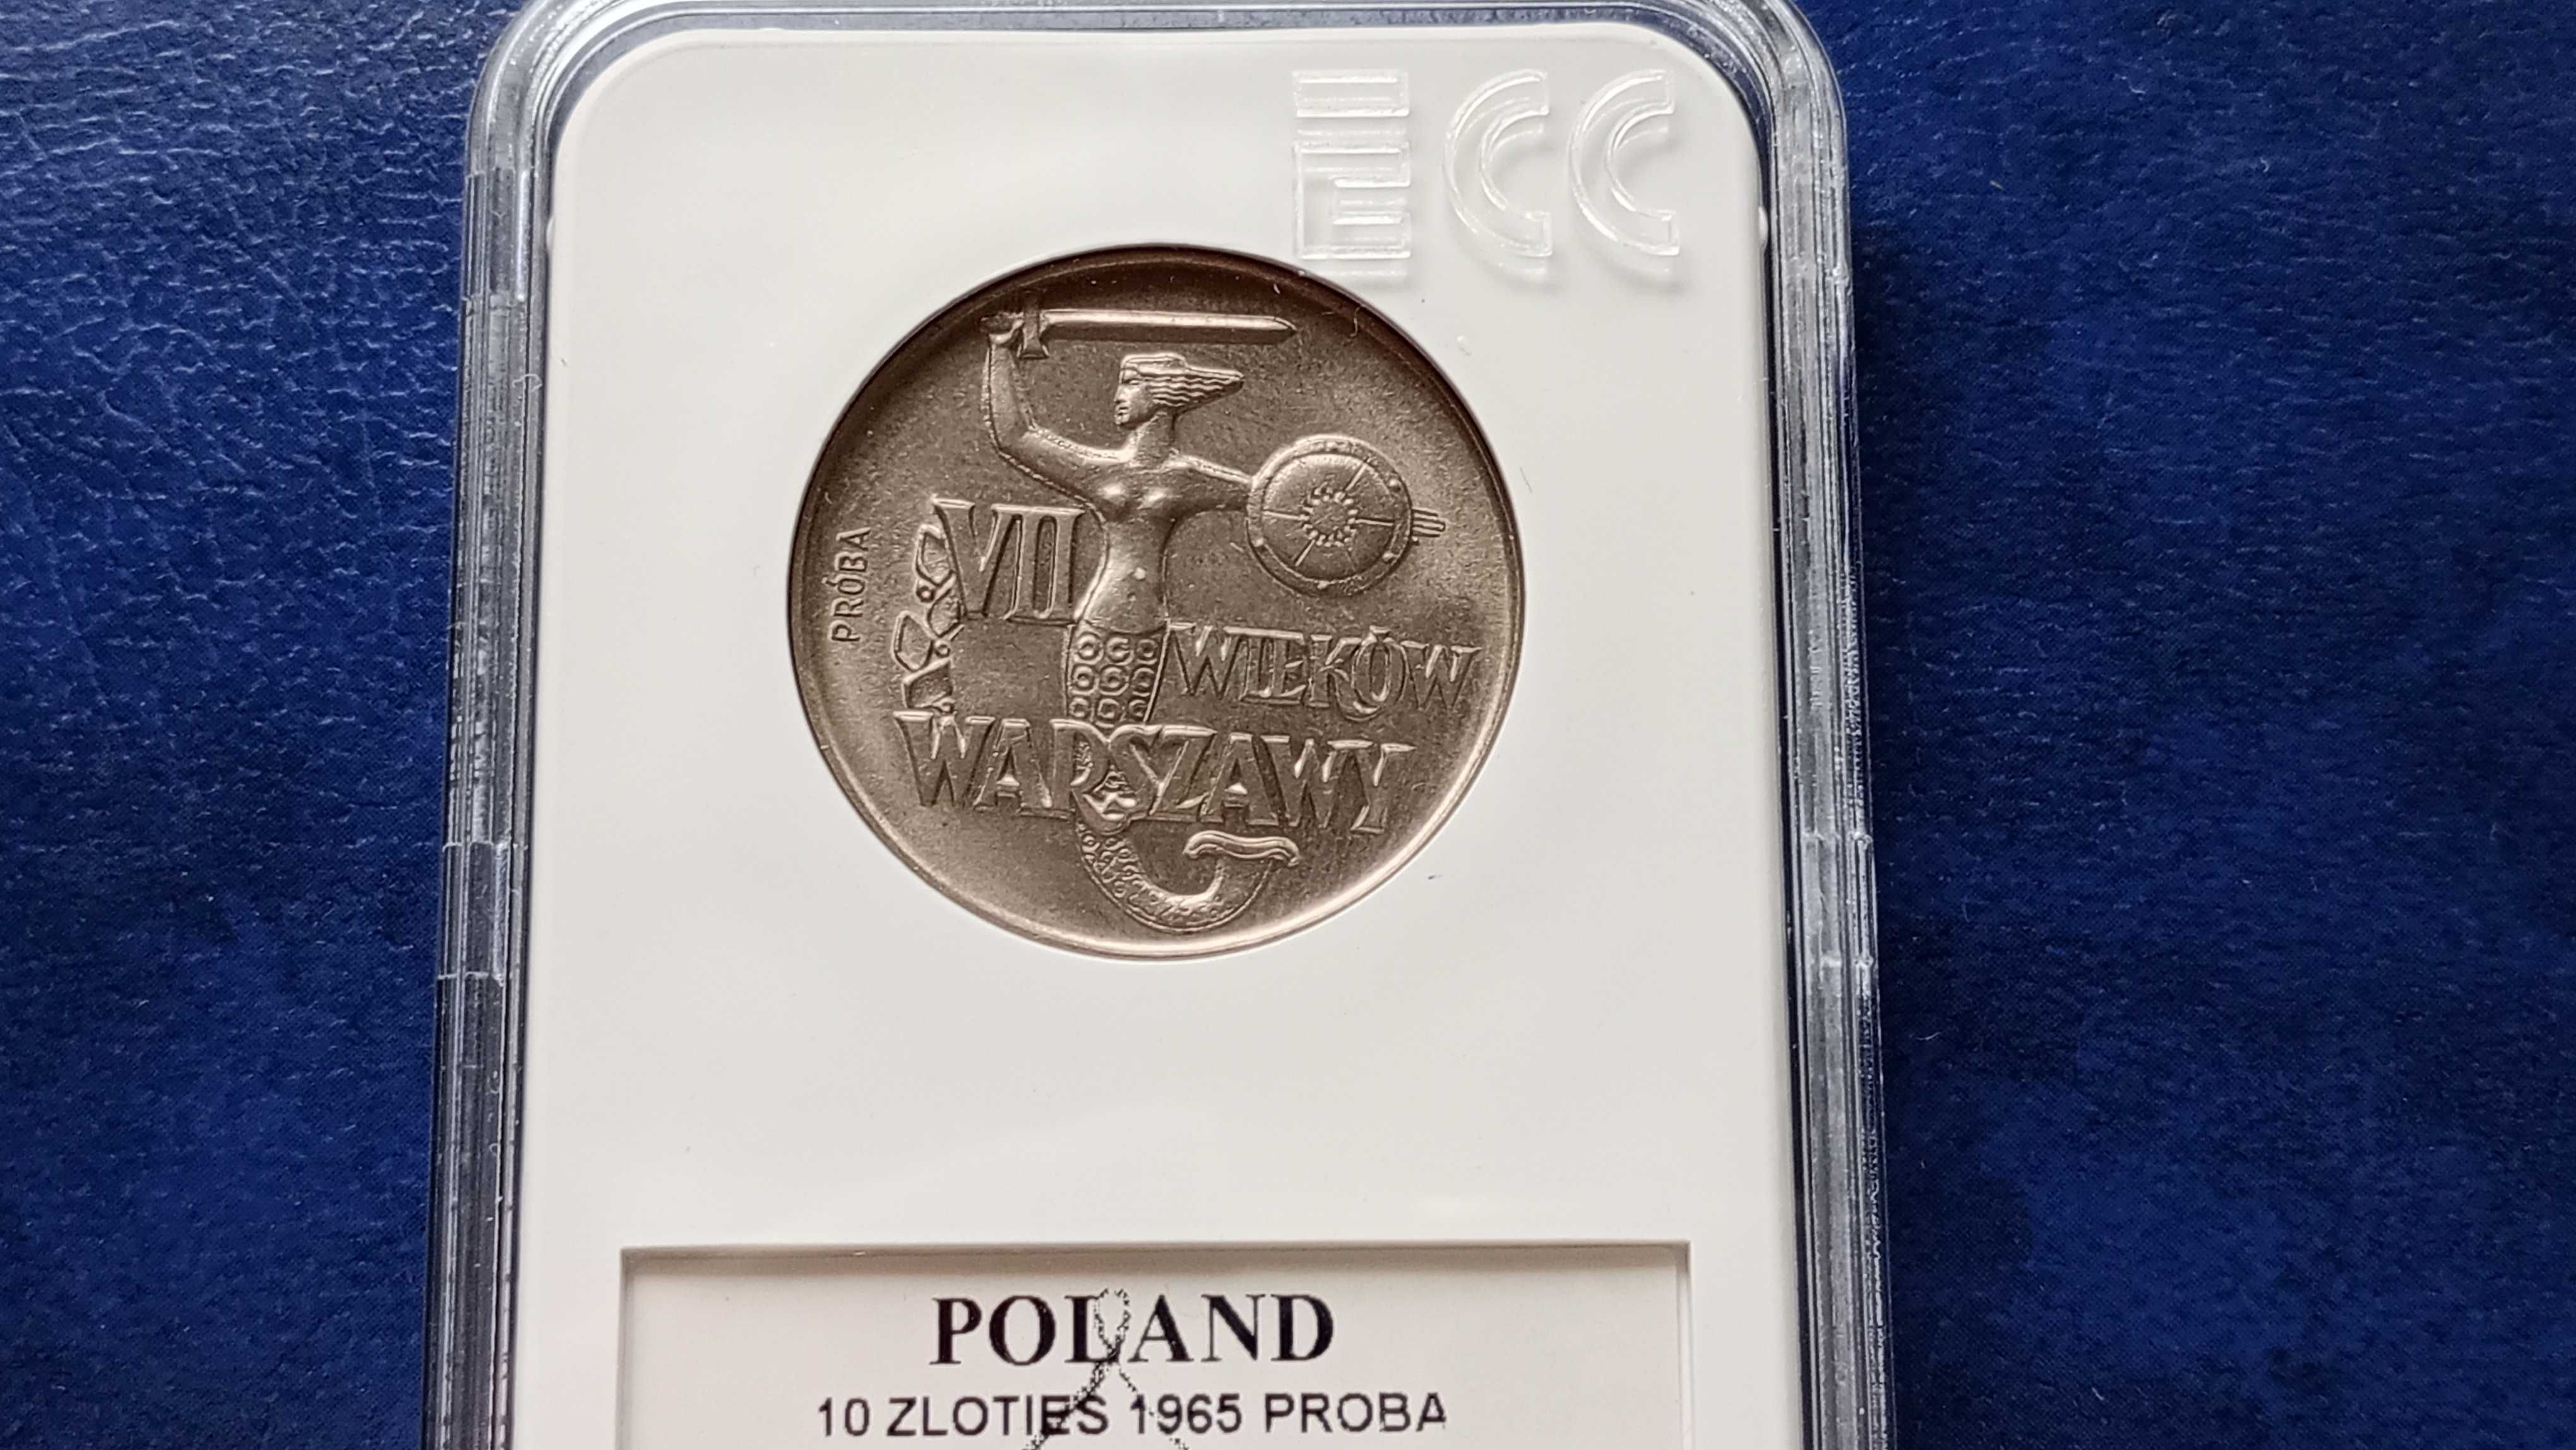 ECC
PRÓBA
VII
WIEKÓW
WARSZAWY
POLAND
10 ZLOTIES 1965 PROBA